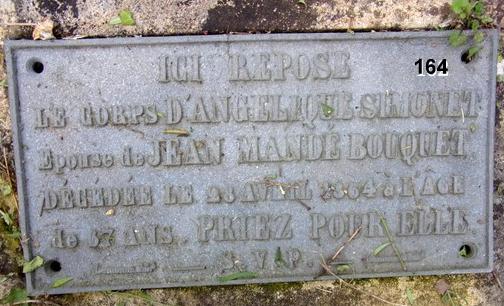 164
ICI REPOSE
LE CORPS D'ANGELIQUE SIMONET
Epouse de JEAN MANDÉ BOUQUET
DÉCÉDÉE LE 28 AVRIL 1864 à L'AGE
de 37 ANS. PRIEZ POUR ELLE